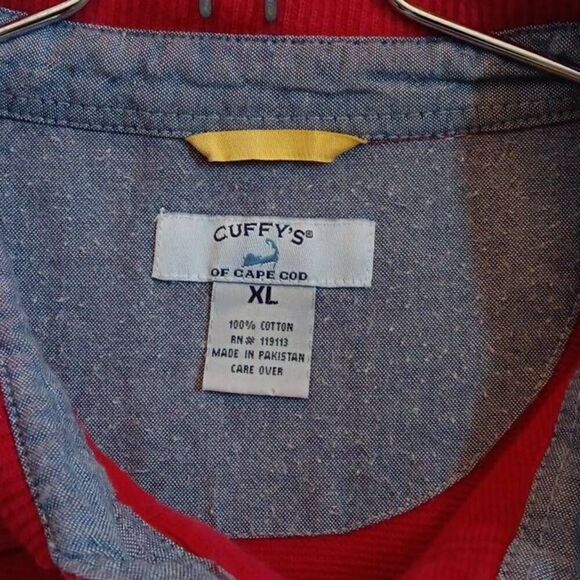 CUFFY'S®
OF CAPE COD
XL
100% COTTON
RN# 119113
MADE IN PAKISTAN
CARE OVER